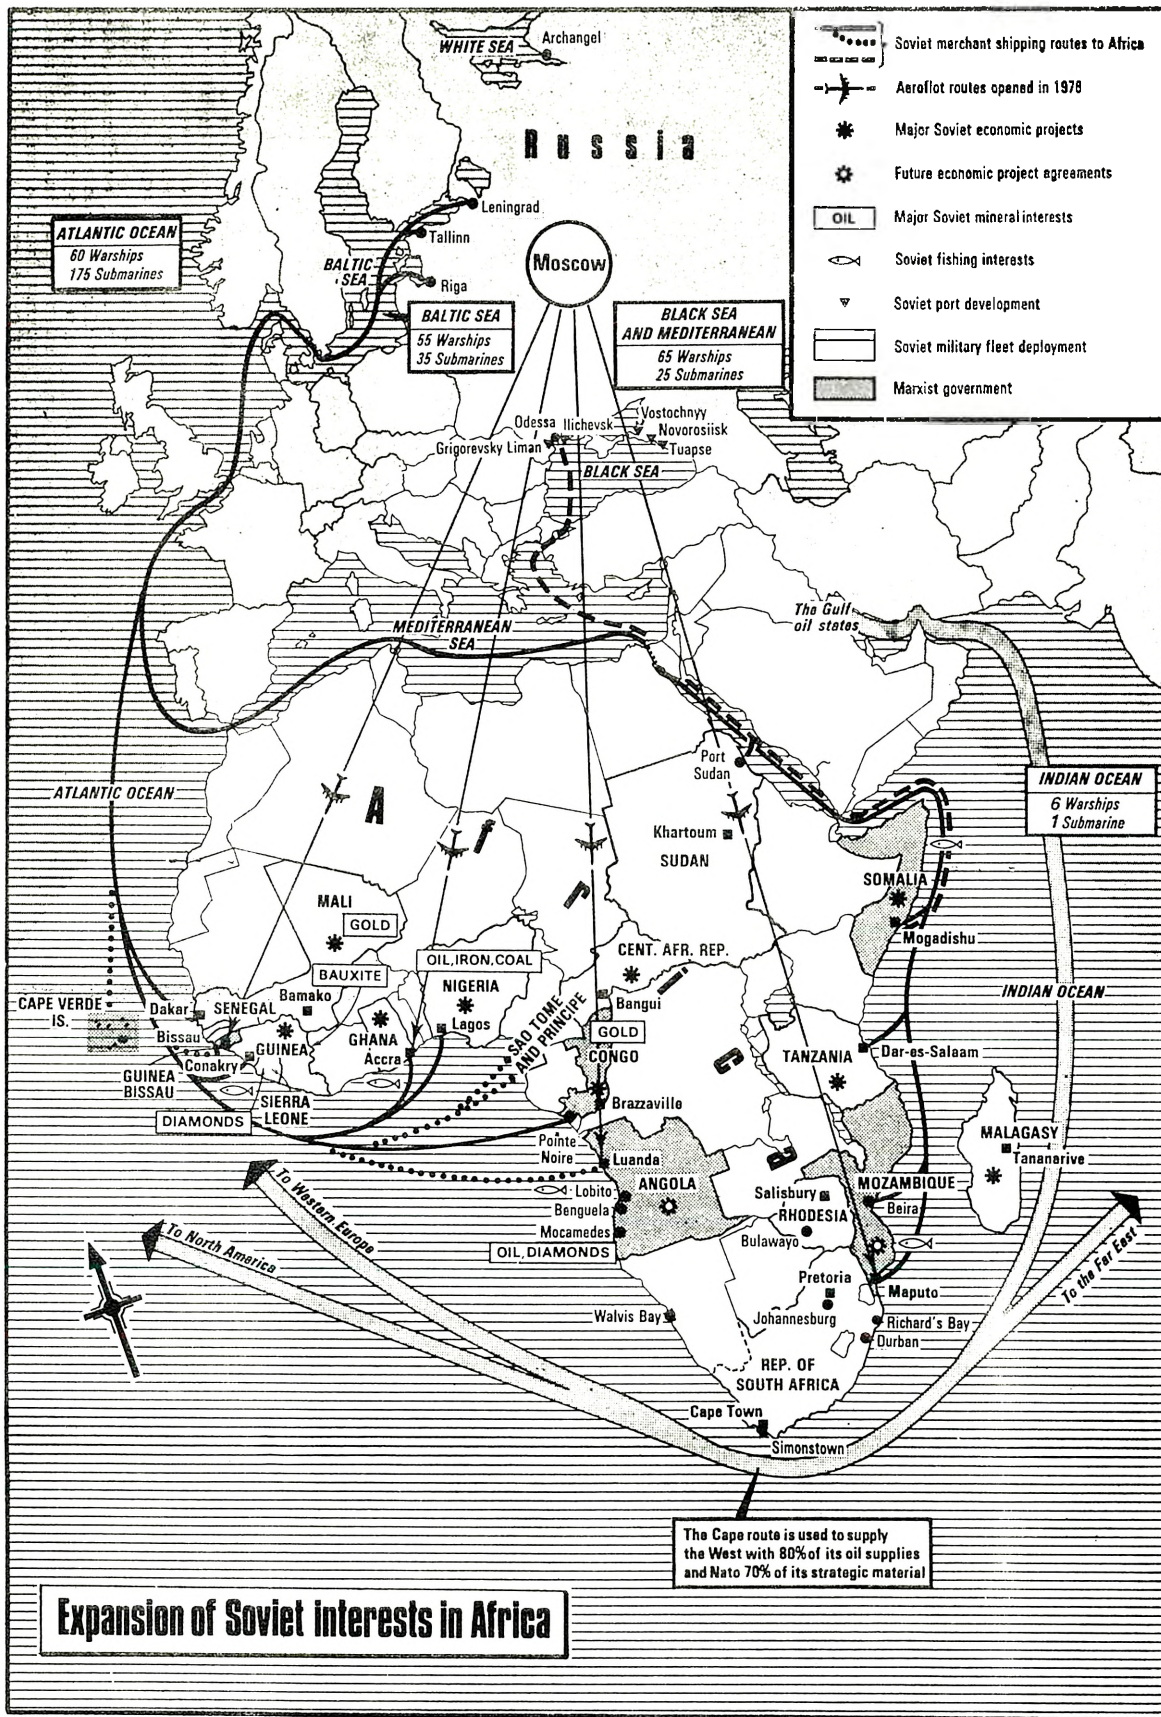 WHITE SEA
Archangel
Russia
Soviet merchant shipping routes to Africa
Aeroflot routes opened in 1978
Major Soviet economic projects
Future economic project agreements
OIL
Major Soviet mineral interests
Soviet fishing interests
Soviet port development
Soviet military fleet deployment
Marxist government
ATLANTIC OCEAN
60 Warships
175 Submarines
Leningrad
Tallinn
BALTIC
SEA
Riga
Moscow
BALTIC SEA
55 Warships
35 Submarines
BLACK SEA
AND MEDITERRANEAN
65 Warships
25 Submarines
Odessa
Ilichevsk
Grigorevsky Liman
Vostochnyy
Novorosiisk
Tuapse
BLACK SEA
MEDITERRANEAN
SEA
The Gulf
oil states
ATLANTIC OCEAN
Port
Sudan
Africa
INDIAN OCEAN
6 Warships
1 Submarine
Khartoum
SUDAN
SOMALIA
Mogadishu
MALI
GOLD
BAUXITE
OIL, IRON, COAL
NIGERIA
Lagos
CENT. AFR. REP.
Bangui
INDIAN OCEAN
CAPE VERDE
IS.
Dakar
SENEGAL
Bamako
Bissau
GUINEA
Conakry
GUINEA
BISSAU
SIERRA
LEONE
DIAMONDS
GHANA
Accra
SAO TOME
AND PRINCIPE
GOLD
CONGO
Brazzaville
Pointe
Noire
TANZANIA
Dar-es-Salaam
MALAGASY
Tananarive
Luanda
ANGOLA
Lobito
Benguela
Mocamedes
OIL, DIAMONDS
Salisbury
RHODESIA
Bulawayo
MOZAMBIQUE
Beira
Maputo
Pretoria
Johannesburg
Richard's Bay
Durban
Walvis Bay
REP. OF
SOUTH AFRICA
Cape Town
Simonstown
To Western Europe
To North America
To the Far East
The Cape route is used to supply
the West with 80% of its oil supplies
and Nato 70% of its strategic material
Expansion of Soviet interests in Africa